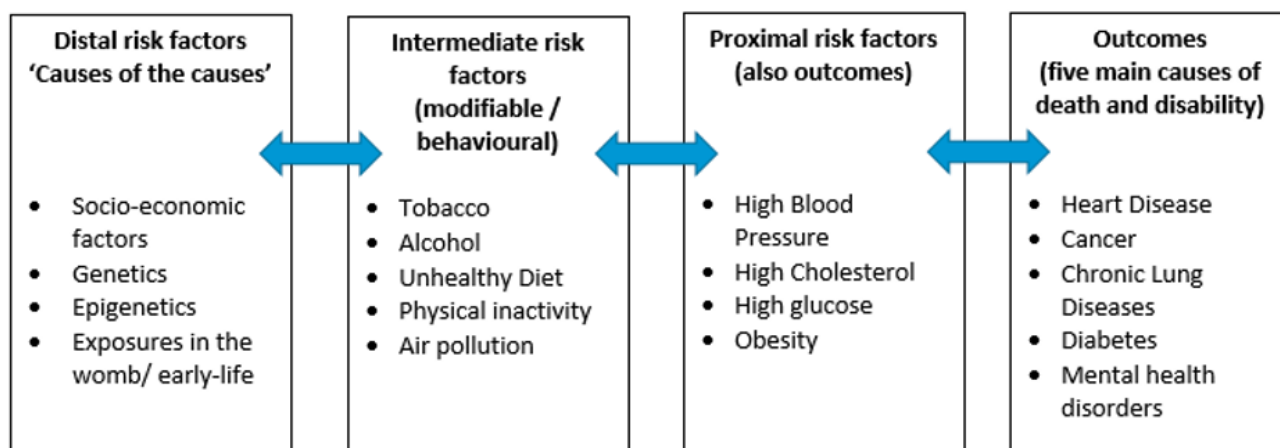 Distal risk factors
‘Causes of the causes’
• Socio-economic
factors
• Genetics
• Epigenetics
• Exposures in the
womb/ early-life
Intermediate risk
factors
(modifiable /
behavioural)
• Tobacco
• Alcohol
• Unhealthy Diet
• Physical inactivity
• Air pollution
Proximal risk factors
(also outcomes)
• High Blood
Pressure
• High Cholesterol
• High glucose
• Obesity
Outcomes
(five main causes of
death and disability)
• Heart Disease
• Cancer
• Chronic Lung
Diseases
• Diabetes
• Mental health
disorders